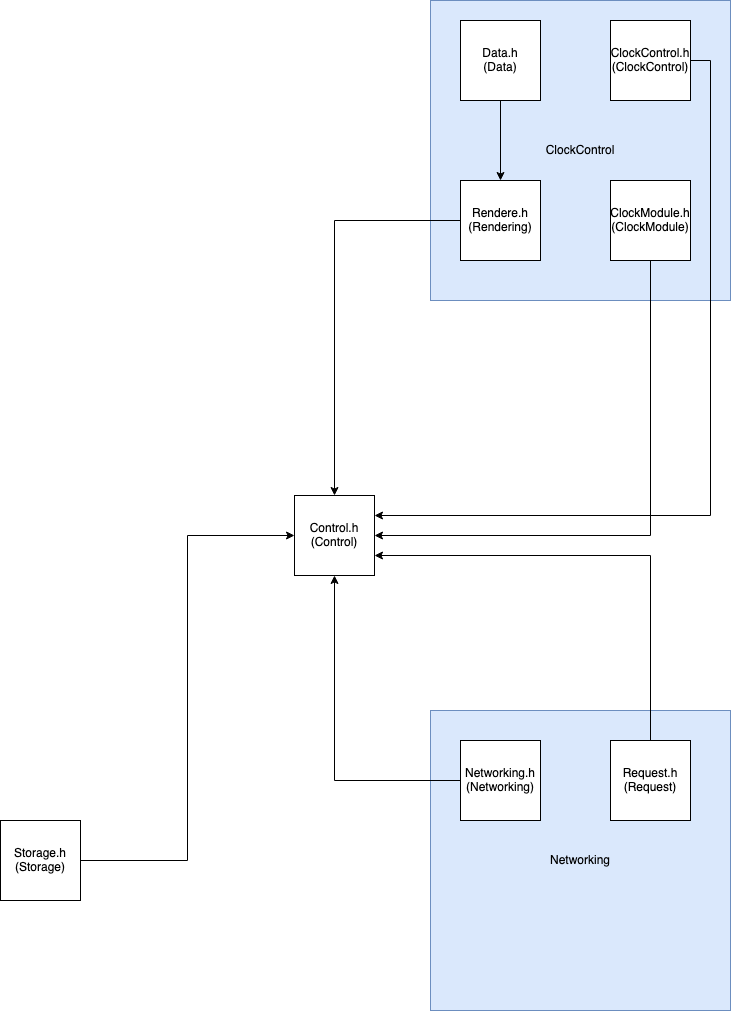 Data.h
(Data)
ClockControl.h
(ClockControl)
ClockControl
Rendere.h
(Rendering)
ClockModule.h
(ClockModule)
Control.h
(Control)
Networking.h
(Networking)
Request.h
(Request)
Storage.h
(Storage)
Networking